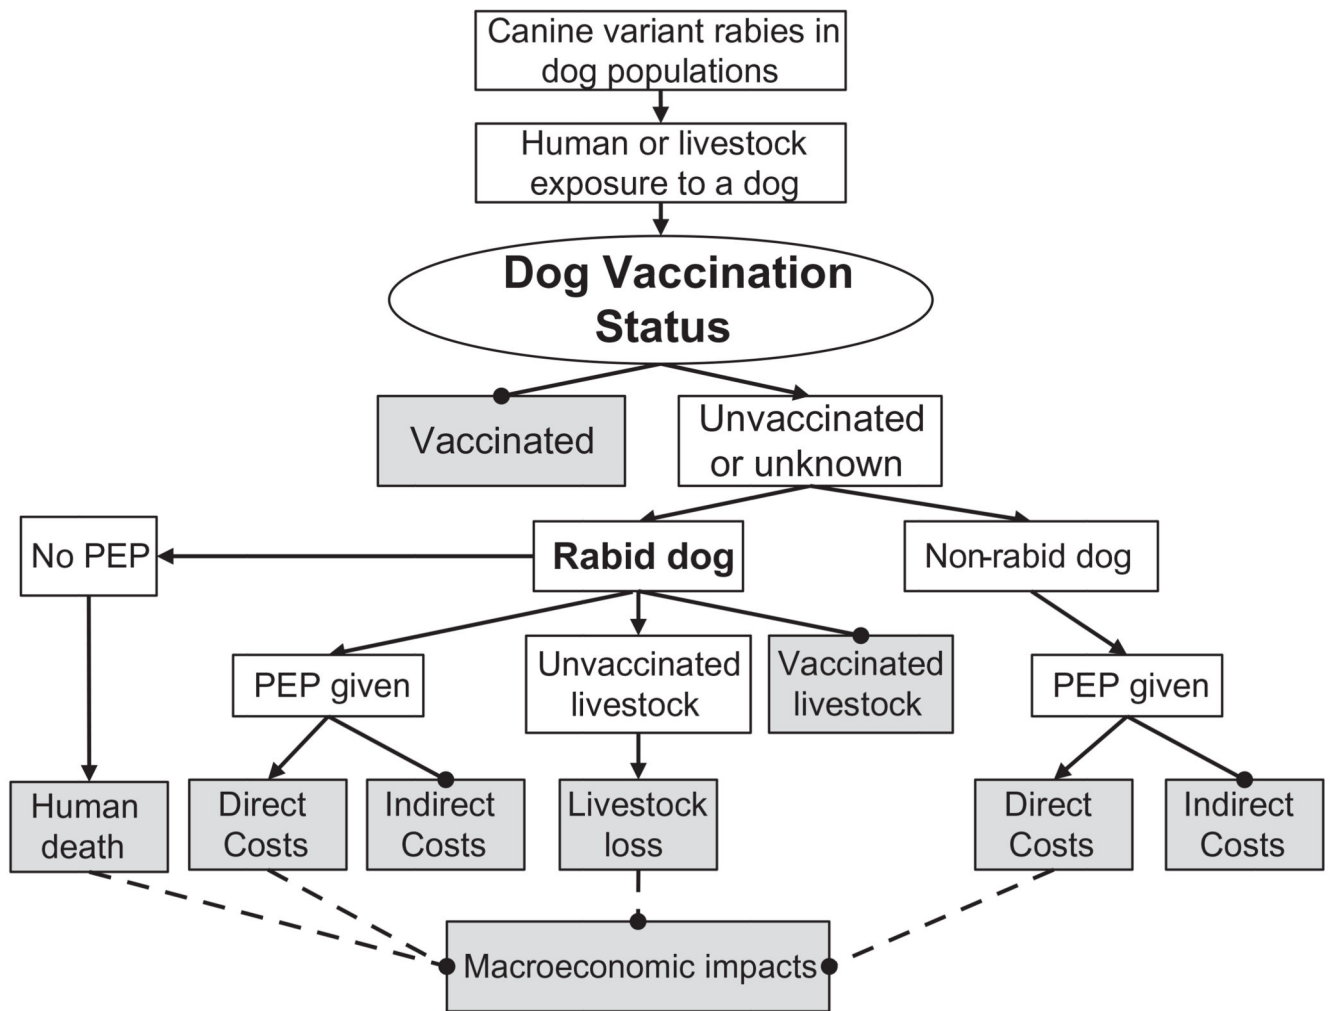 Canine variant rabies in
dog populations
Human or livestock
exposure to a dog
Dog Vaccination
Status
Vaccinated
Unvaccinated
or unknown
No PEP
Rabid dog
Non-rabid dog
PEP given
Unvaccinated
livestock
Vaccinated
livestock
PEP given
Human
death
Direct
Costs
Indirect
Costs
Livestock
loss
Direct
Costs
Indirect
Costs
Macroeconomic impacts